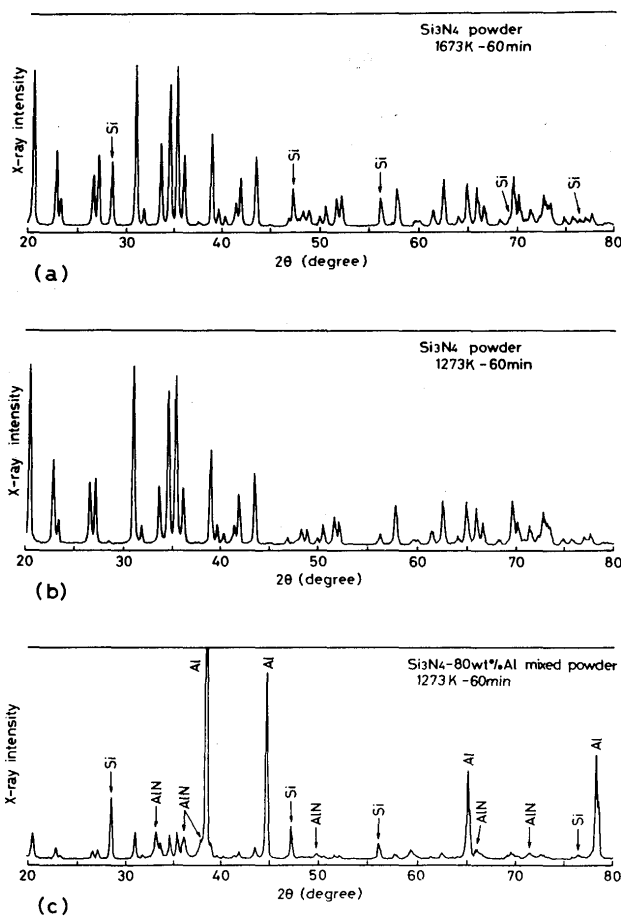 Si3N4 powder
1673K-60min
X-ray intensity
Si
Si
Si
Si
Si
20 30 40 50 60 70 80
2θ (degree)
(a)
Si3N4 powder
1273K-60min
X-ray intensity
20 30 40 50 60 70 80
2θ (degree)
(b)
Si3N4-80wt%Al mixed powder
1273K-60min
X-ray intensity
Si
AlN
AlN
Al
Al
Si
AlN
Si
Al
AlN
AlN
Si
Al
20 30 40 50 60 70 80
2θ (degree)
(c)